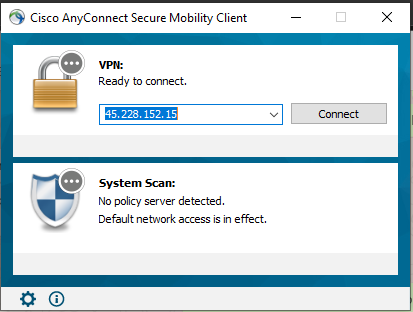 Cisco AnyConnect Secure Mobility Client
VPN:
Ready to connect.
45.228.152.15
Connect
System Scan:
No policy server detected.
Default network access is in effect.